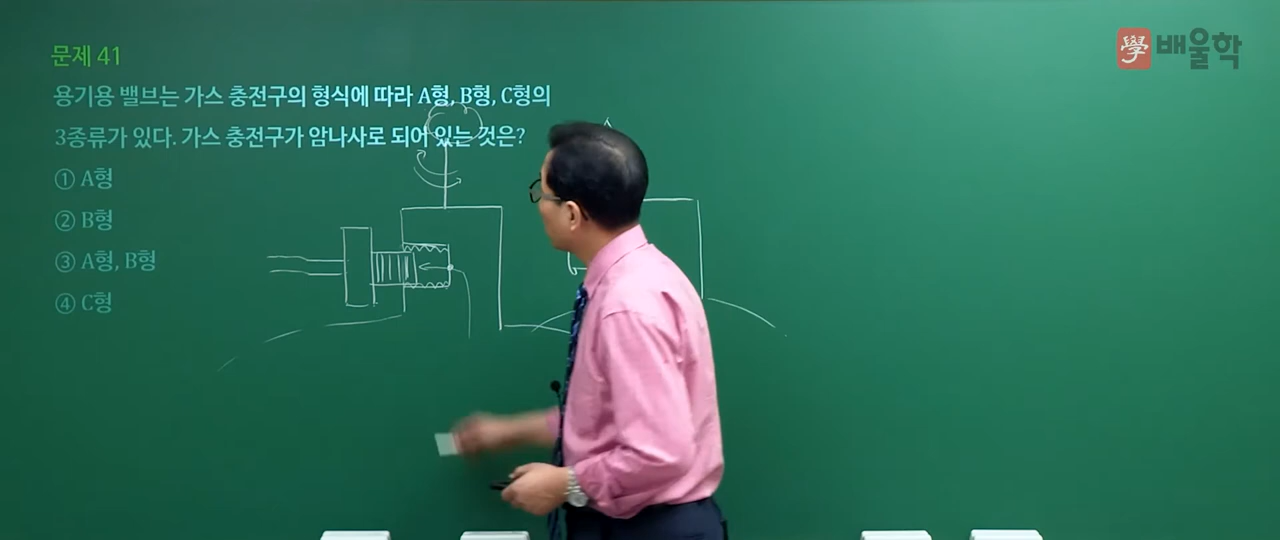 學 배울학
문제 41
용기용 밸브는 가스 충전구의 형식에 따라 A형, B형, C형의
3종류가 있다. 가스 충전구가 암나사로 되어 있는 것은?
① A형
② B형
③ A형, B형
④ C형